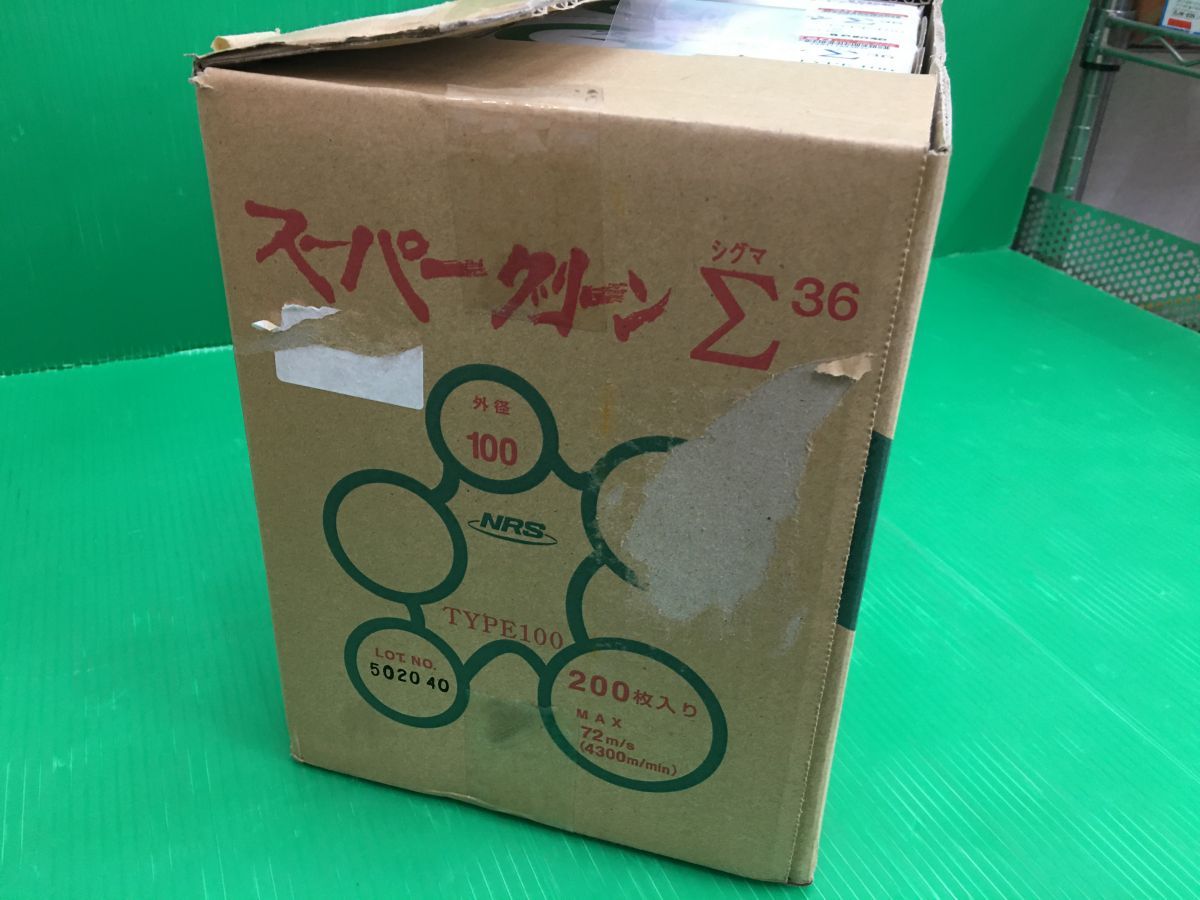 シグマ
スーパーグリーン Σ 36
外径
100
NRS
TYPE100
LOT. NO.
502040
200枚入り
MAX
72m/s
(4300m/min)